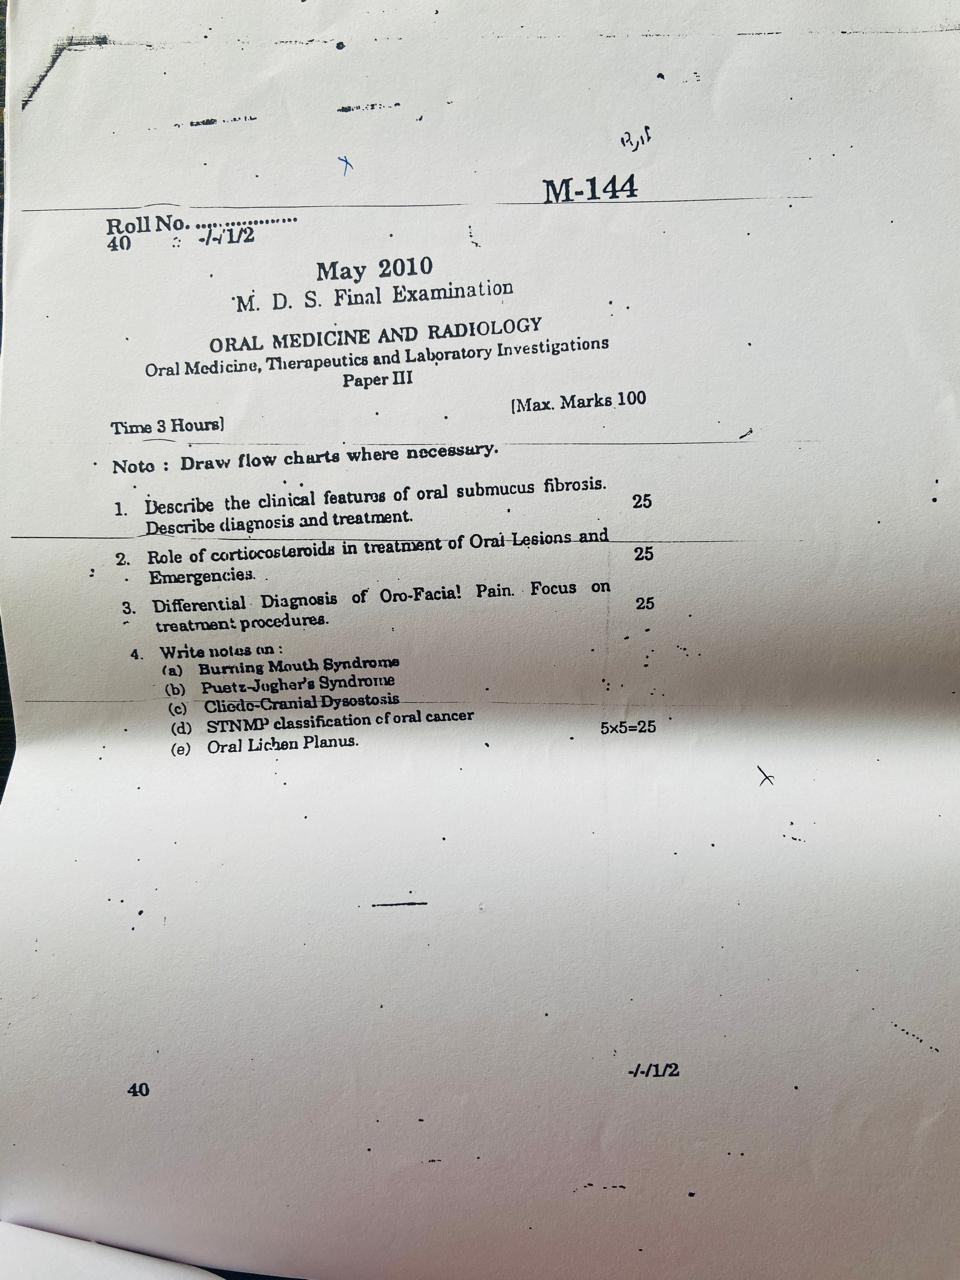 M-144
Roll No. ........................
40 -/-/1/2
May 2010
M. D. S. Final Examination
ORAL MEDICINE AND RADIOLOGY
Oral Medicine, Therapeutics and Laboratory Investigations
Paper III
Time 3 Hours] [Max. Marks 100
Note : Draw flow charts where necessary.
1. Describe the clinical features of oral submucus fibrosis.
Describe diagnosis and treatment. 25
2. Role of cortiocosteroids in treatment of Oral Lesions and
Emergencies. 25
3. Differential Diagnosis of Oro-Facial Pain. Focus on
treatment procedures. 25
4. Write notes on :
(a) Burning Mouth Syndrome
(b) Puetz-Jugher's Syndrome
(c) Cliedo-Cranial Dysostosis
(d) STNMP classification of oral cancer
(e) Oral Lichen Planus. 5×5=25
40 -/-/1/2